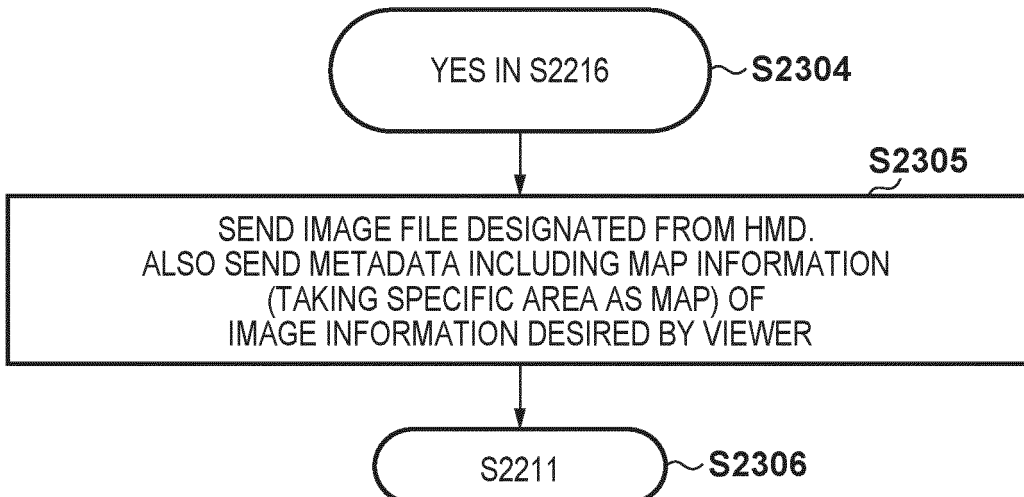 YES IN S2216
S2304
S2305
SEND IMAGE FILE DESIGNATED FROM HMD.
ALSO SEND METADATA INCLUDING MAP INFORMATION
(TAKING SPECIFIC AREA AS MAP) OF
IMAGE INFORMATION DESIRED BY VIEWER
S2211
S2306